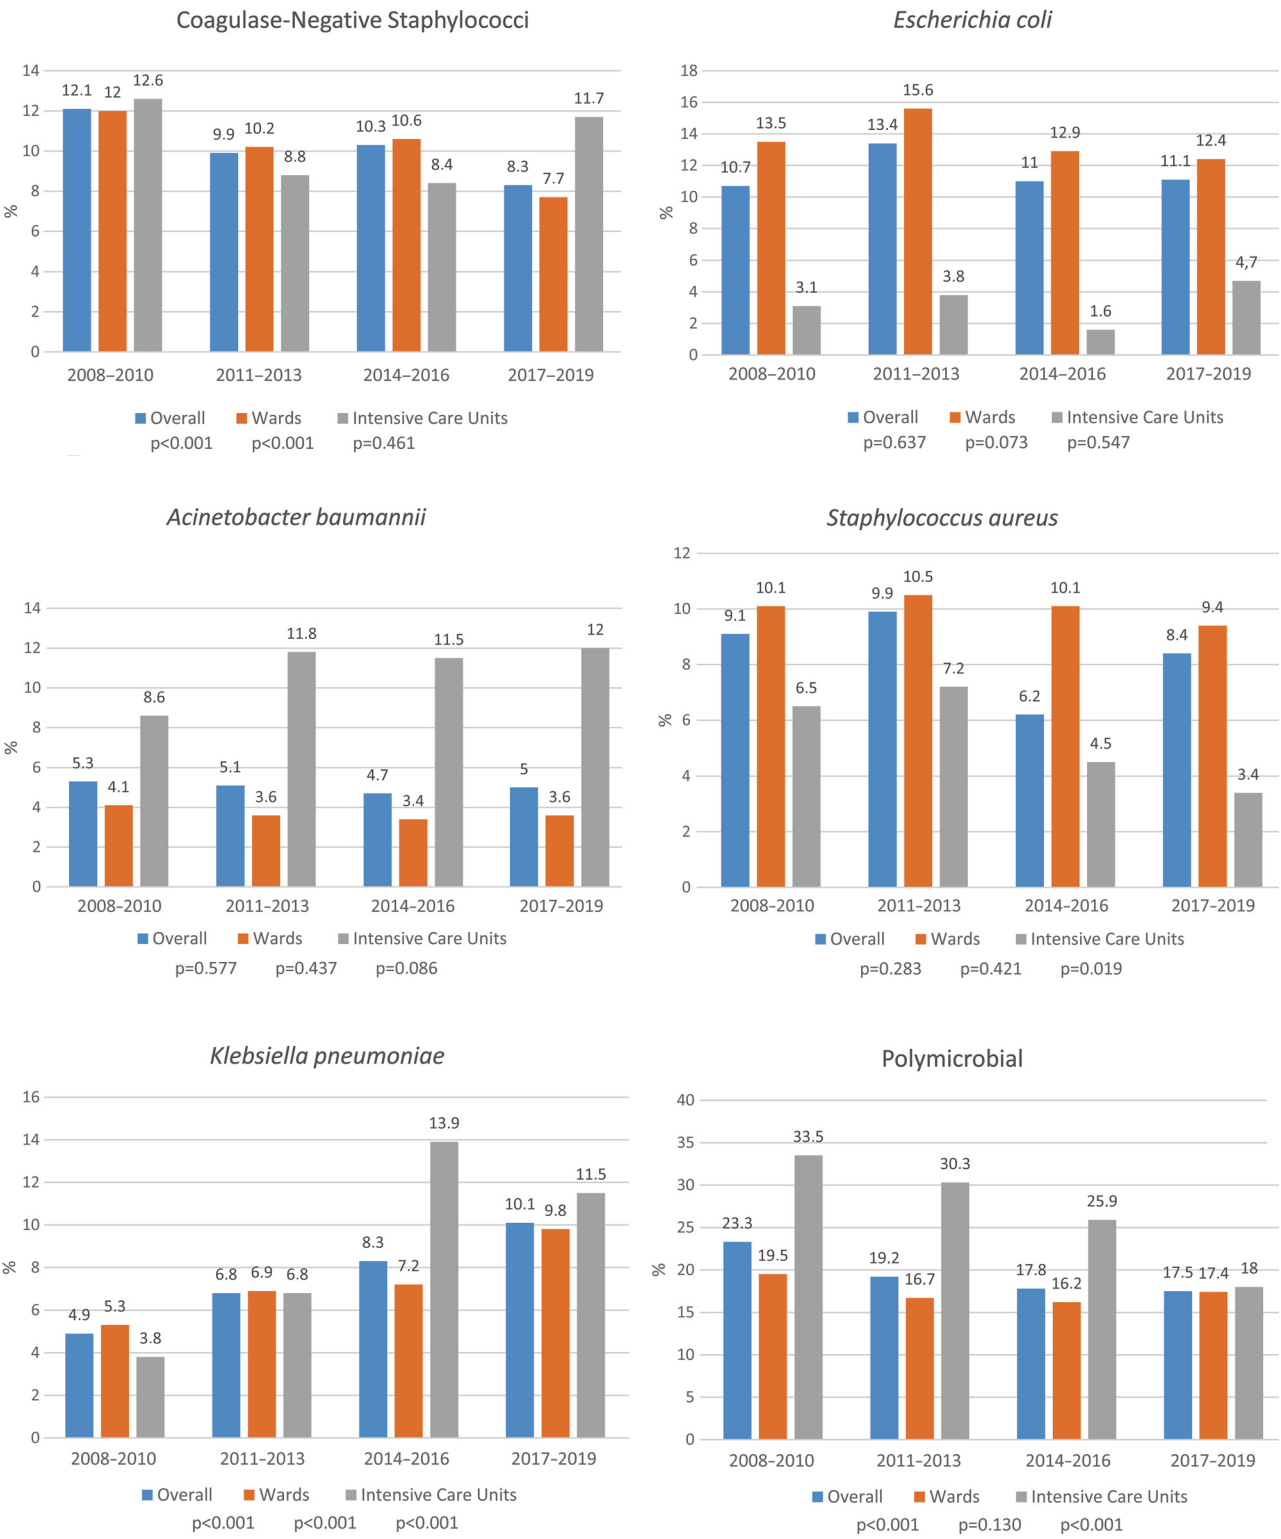 Coagulase-Negative Staphylococci
14
12
10
8
6
4
2
0
%
12.1 12 12.6
9.9 10.2 8.8
10.3 10.6 8.4
8.3 7.7 11.7
2008–2010 2011–2013 2014–2016 2017–2019
Overall Wards Intensive Care Units
p<0.001 p<0.001 p=0.461
Escherichia coli
18
16
14
12
10
8
6
4
2
0
%
10.7 13.5 3.1
13.4 15.6 3.8
11 12.9 1.6
11.1 12.4 4,7
2008–2010 2011–2013 2014–2016 2017–2019
Overall Wards Intensive Care Units
p=0.637 p=0.073 p=0.547
Acinetobacter baumannii
14
12
10
8
6
4
2
0
%
5.3 4.1 8.6
5.1 3.6 11.8
4.7 3.4 11.5
5 3.6 12
2008–2010 2011–2013 2014–2016 2017–2019
Overall Wards Intensive Care Units
p=0.577 p=0.437 p=0.086
Staphylococcus aureus
12
10
8
6
4
2
0
%
9.1 10.1 6.5
9.9 10.5 7.2
6.2 10.1 4.5
8.4 9.4 3.4
2008–2010 2011–2013 2014–2016 2017–2019
Overall Wards Intensive Care Units
p=0.283 p=0.421 p=0.019
Klebsiella pneumoniae
16
14
12
10
8
6
4
2
0
%
4.9 5.3 3.8
6.8 6.9 6.8
8.3 7.2 13.9
10.1 9.8 11.5
2008–2010 2011–2013 2014–2016 2017–2019
Overall Wards Intensive Care Units
p<0.001 p<0.001 p<0.001
Polymicrobial
40
35
30
25
20
15
10
5
0
%
23.3 19.5 33.5
19.2 16.7 30.3
17.8 16.2 25.9
17.5 17.4 18
2008–2010 2011–2013 2014–2016 2017–2019
Overall Wards Intensive Care Units
p<0.001 p=0.130 p<0.001